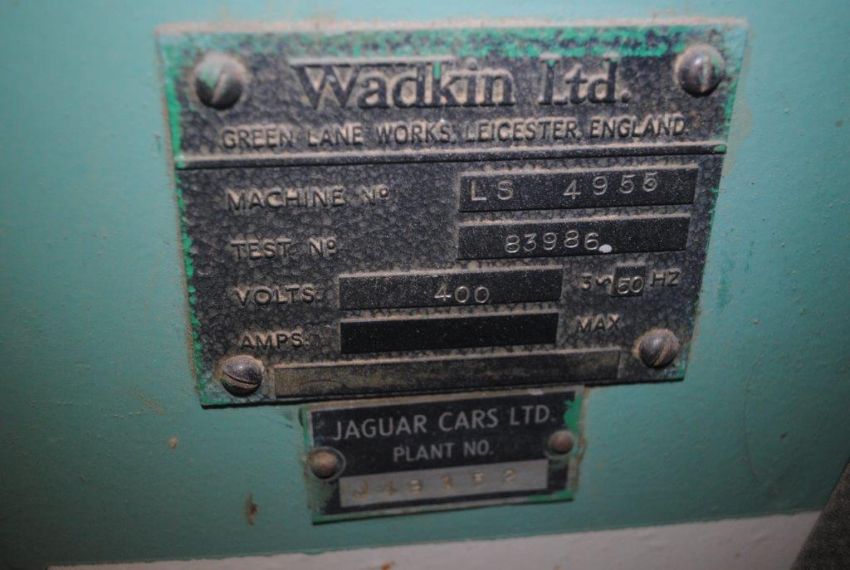 Wadkin Ltd.
GREEN LANE WORKS, LEICESTER, ENGLAND.
MACHINE Nº LS 4955
TEST Nº 83986
VOLTS. 400 3~ 50 HZ
AMPS. MAX
JAGUAR CARS LTD.
PLANT NO.